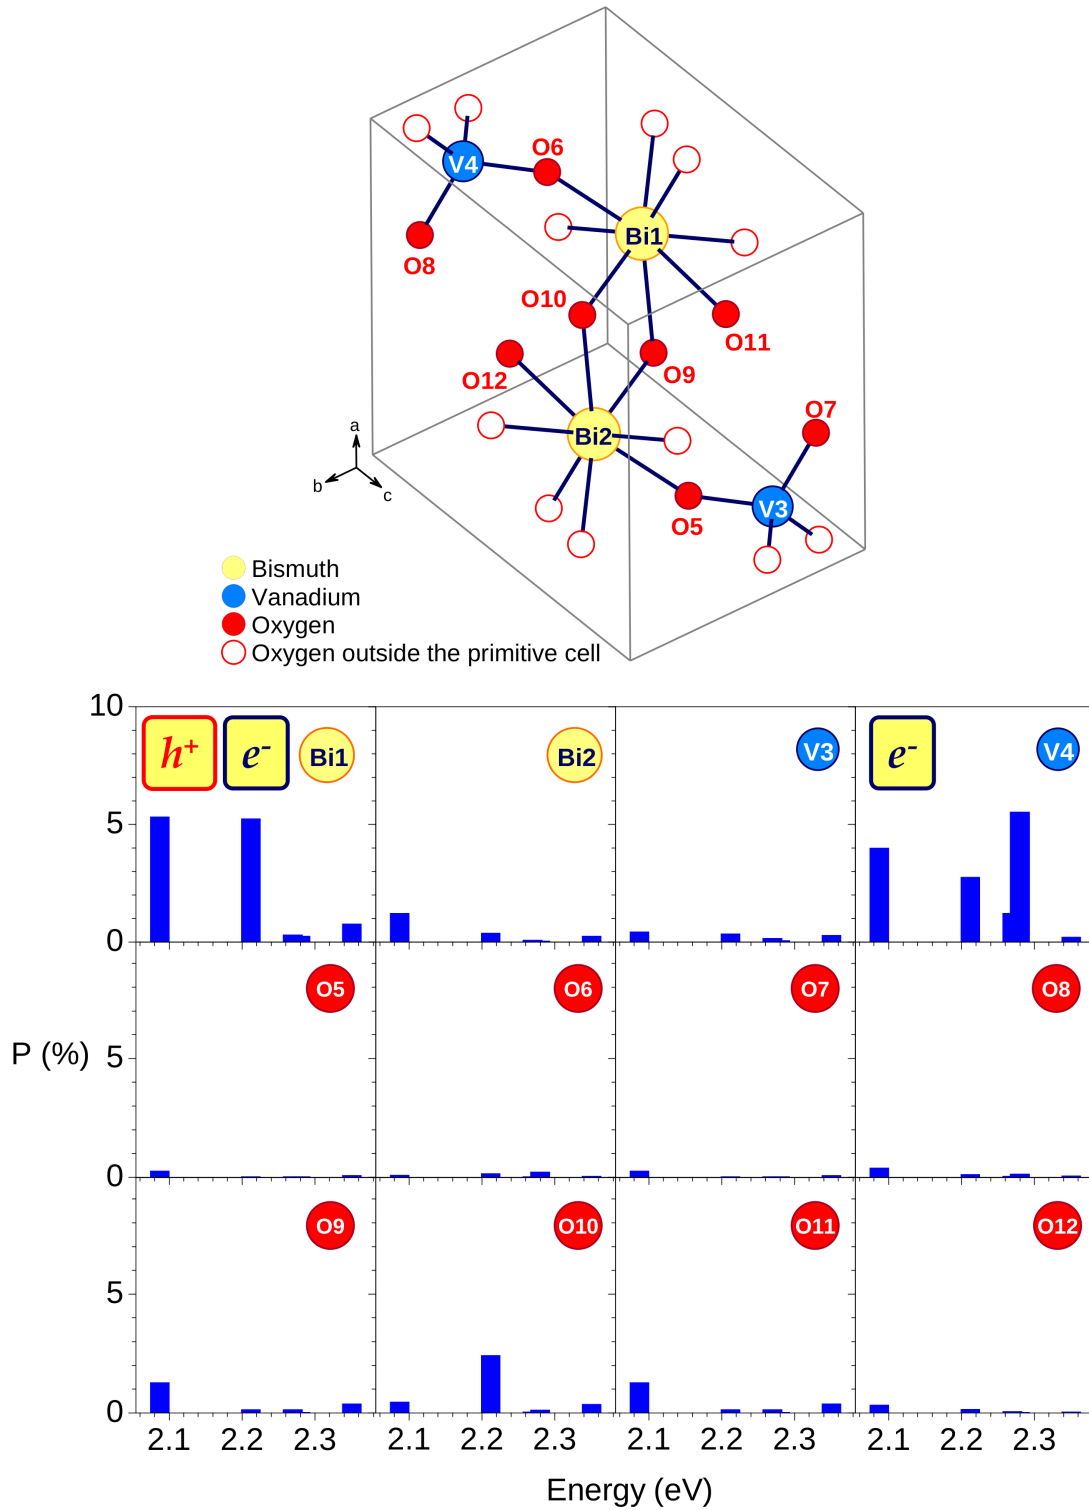 V4
O6
O8
Bi1
O10
O11
O12
O9
O7
Bi2
a
b
c
O5
V3
Bismuth
Vanadium
Oxygen
Oxygen outside the primitive cell
10
h+ e- Bi1 Bi2 V3 e- V4
5
0
O5 O6 O7 O8
P (%) 5
0
O9 O10 O11 O12
5
0
2.1 2.2 2.3 2.1 2.2 2.3 2.1 2.2 2.3 2.1 2.2 2.3
Energy (eV)